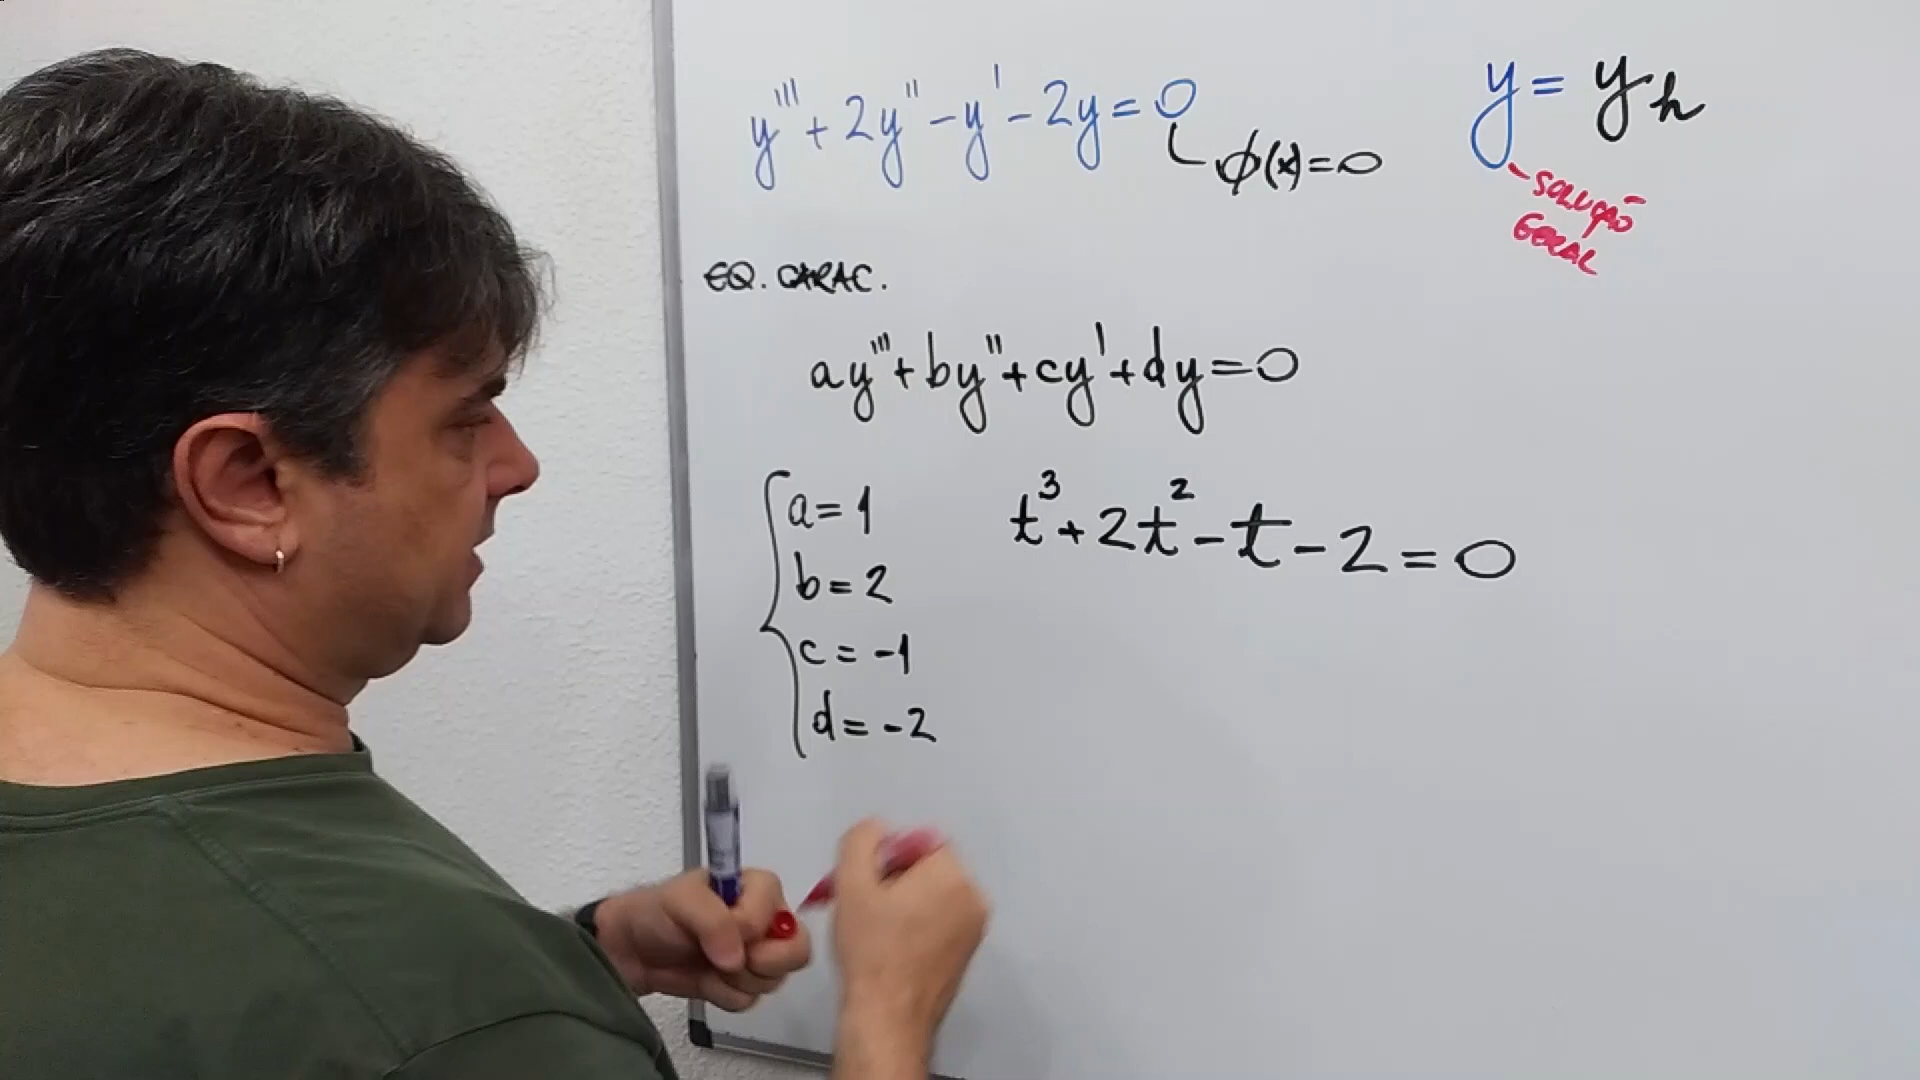 y''' + 2y'' - y' - 2y = 0
ϕ(x) = 0
y = yₕ
SOLUÇÃO
GERAL
EQ. CARAC.
ay''' + by'' + cy' + dy = 0
a = 1
b = 2
c = -1
d = -2
t³ + 2t² - t - 2 = 0